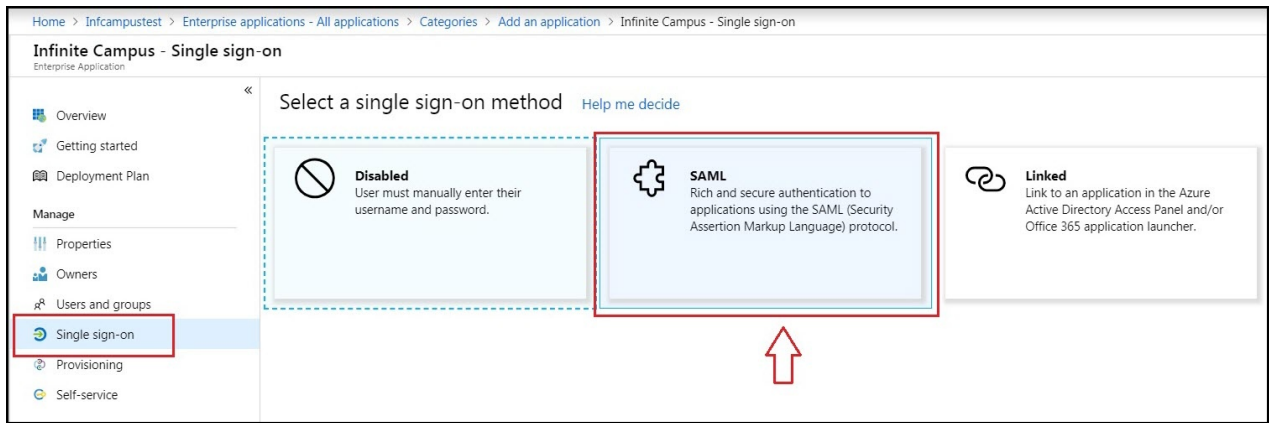 Home > Infcampustest > Enterprise applications - All applications > Categories > Add an application > Infinite Campus - Single sign-on
Infinite Campus - Single sign-on
Enterprise Application
«
Overview
Getting started
Deployment Plan
Manage
Properties
Owners
Users and groups
Single sign-on
Provisioning
Self-service
Select a single sign-on method Help me decide
Disabled
User must manually enter their
username and password.
SAML
Rich and secure authentication to
applications using the SAML (Security
Assertion Markup Language) protocol.
Linked
Link to an application in the Azure
Active Directory Access Panel and/or
Office 365 application launcher.